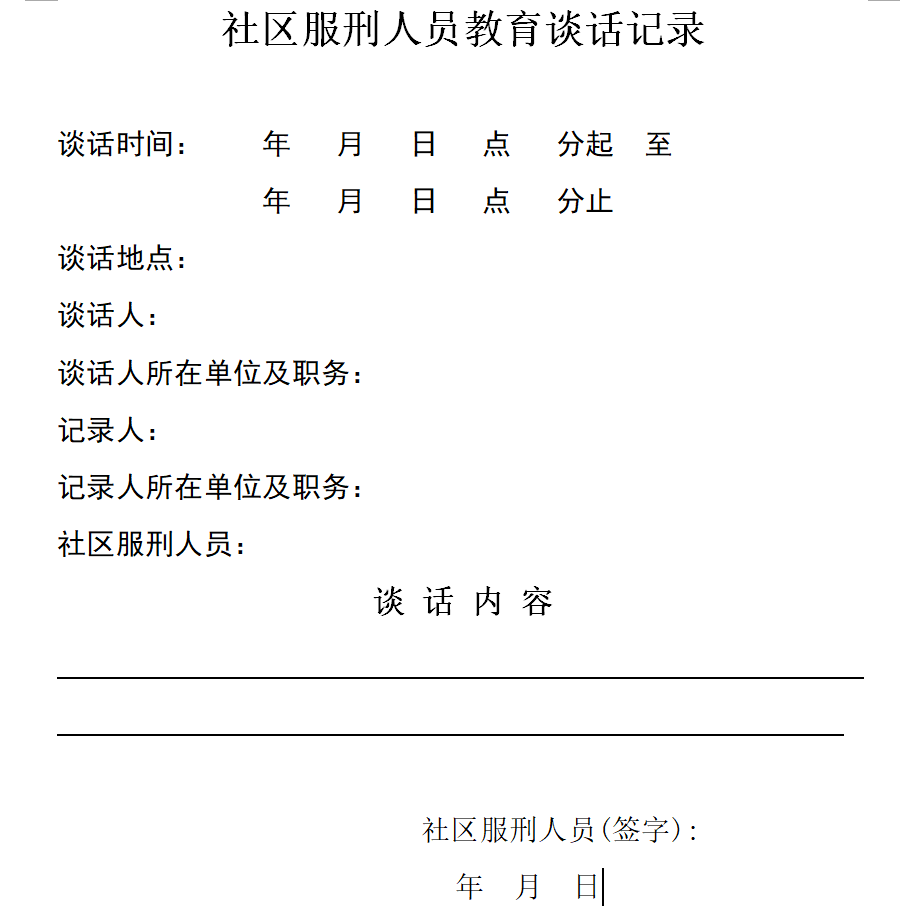 社区服刑人员教育谈话记录
谈话时间： 年 月 日 点 分起 至
年 月 日 点 分止
谈话地点：
谈话人：
谈话人所在单位及职务：
记录人：
记录人所在单位及职务：
社区服刑人员：
谈 话 内 容
社区服刑人员(签字):
年 月 日